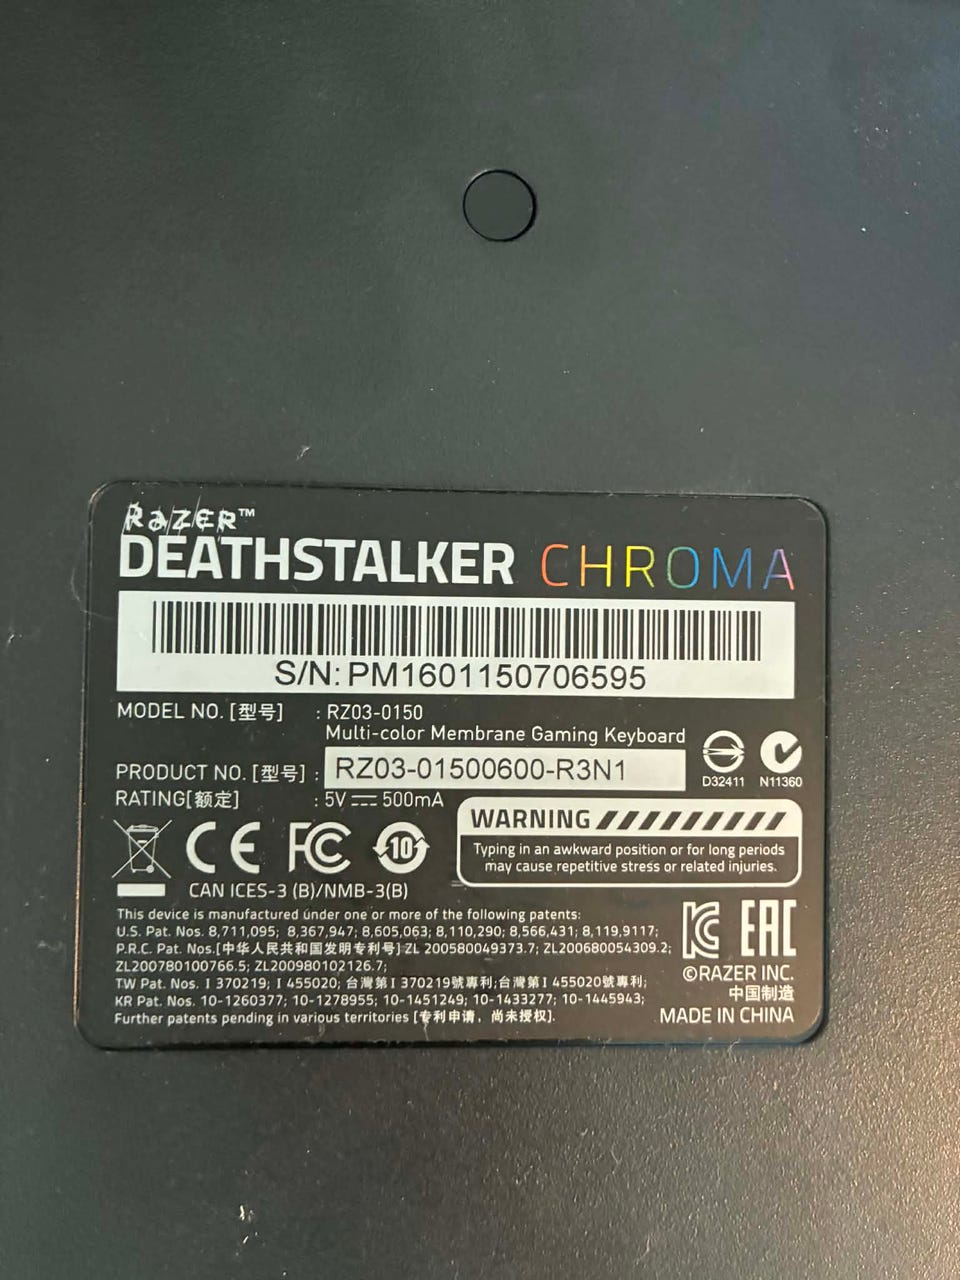 RAZER™
DEATHSTALKER CHROMA
S/N: PM1601150706595
MODEL NO. [型号] : RZ03-0150
Multi-color Membrane Gaming Keyboard
PRODUCT NO. [型号] : RZ03-01500600-R3N1
RATING[额定] : 5V ⎓ 500mA
D32411 N11360
WARNING
Typing in an awkward position or for long periods
may cause repetitive stress or related injuries.
CE FC 10
CAN ICES-3 (B)/NMB-3(B)
This device is manufactured under one or more of the following patents:
U.S. Pat. Nos. 8,711,095; 8,367,947; 8,605,063; 8,110,290; 8,566,431; 8,119,9117;
P.R.C. Pat. Nos.[中华人民共和国发明专利号] ZL 200580049373.7; ZL200680054309.2;
ZL200780100766.5; ZL200980102126.7;
TW Pat. Nos. I 370219; I 455020; 台灣第I 370219號專利;台灣第I 455020號專利;
KR Pat. Nos. 10-1260377; 10-1278955; 10-1451249; 10-1433277; 10-1445943;
Further patents pending in various territories [专利申请，尚未授权].
KC EAC
©RAZER INC.
中国制造
MADE IN CHINA